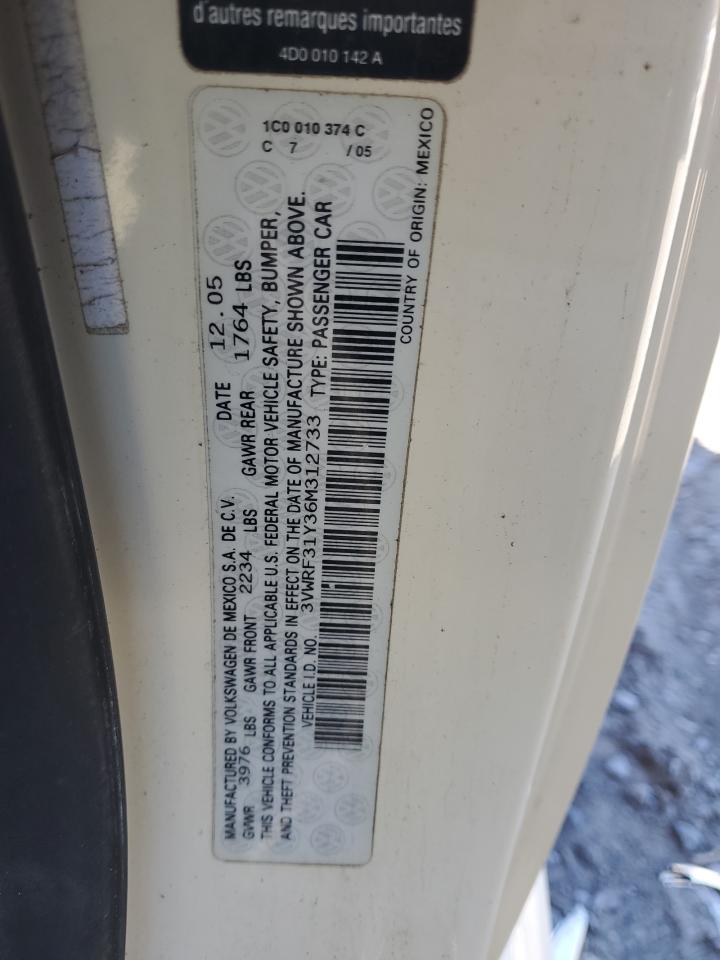 d'autres remarques importantes
4D0 010 142 A
1C0 010 374 C
C 7 /05
MANUFACTURED BY VOLKSWAGEN DE MEXICO S.A. DE C.V. DATE 12.05
GVWR 3976 LBS GAWR FRONT 2234 LBS GAWR REAR 1764 LBS
THIS VEHICLE CONFORMS TO ALL APPLICABLE U.S. FEDERAL MOTOR VEHICLE SAFETY, BUMPER,
AND THEFT PREVENTION STANDARDS IN EFFECT ON THE DATE OF MANUFACTURE SHOWN ABOVE.
VEHICLE I.D. NO. 3VWRF31Y36M312733 TYPE: PASSENGER CAR
COUNTRY OF ORIGIN: MEXICO